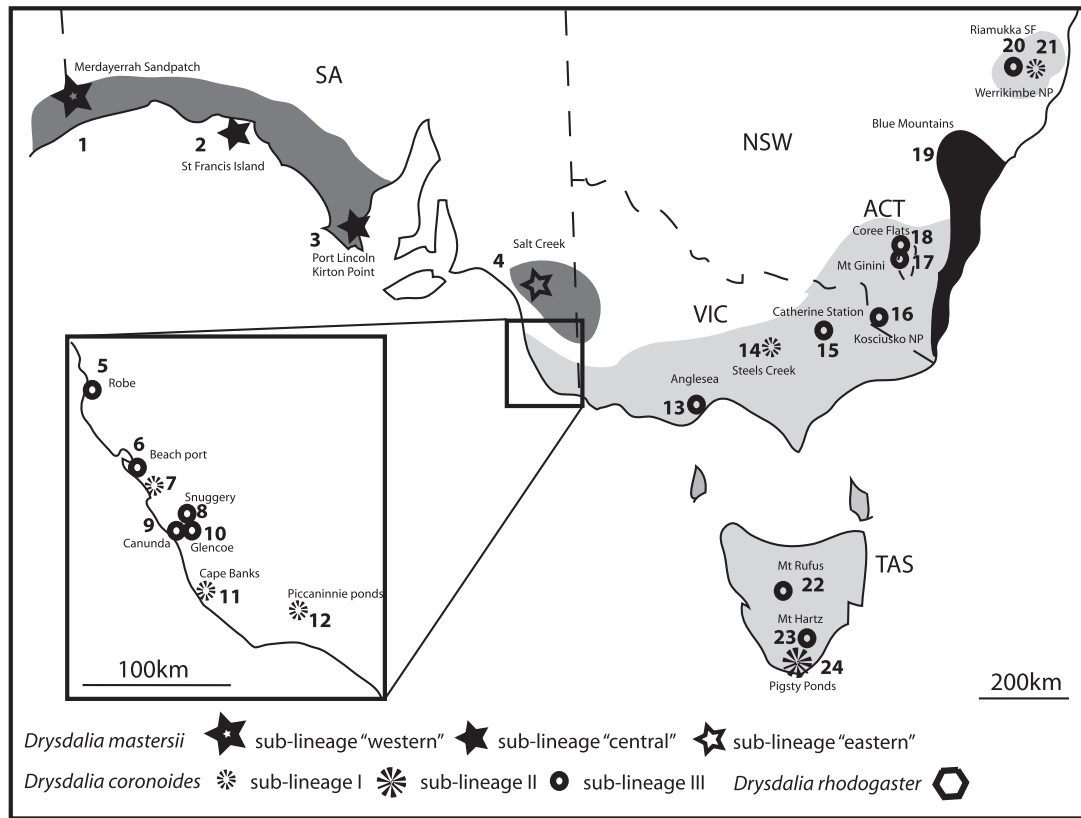 Riamukka SF
20 21
Werrikimbe NP
Merdayerrah Sandpatch
SA
1
2
St Francis Island
Blue Mountains
19
NSW
3
Port Lincoln
Kirton Point
4
Salt Creek
ACT
Coree Flats
18
Mt Ginini
17
VIC
Catherine Station
15
16
Kosciusko NP
14
Steels Creek
Anglesea
13
5
Robe
6
Beach port
7
Snuggery
8
9
10
Canunda
Glencoe
Cape Banks
11
Piccaninnie ponds
12
100km
TAS
Mt Rufus
22
Mt Hartz
23
24
Pigsty Ponds
200km
Drysdalia mastersii sub-lineage "western" sub-lineage "central" sub-lineage "eastern"
Drysdalia coronoides sub-lineage I sub-lineage II sub-lineage III Drysdalia rhodogaster